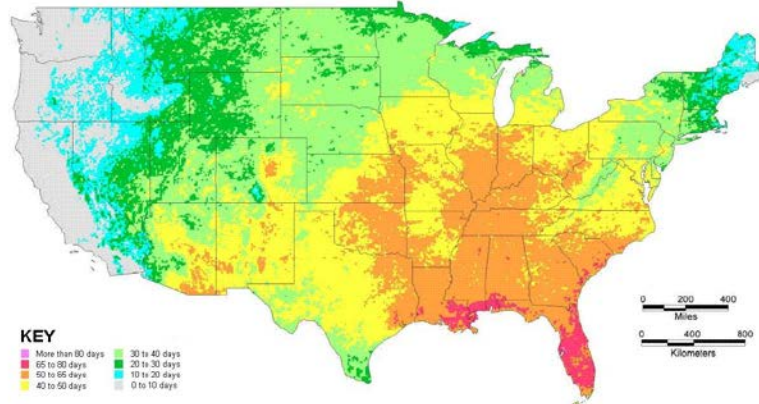 0 200 400
Miles
0 400 800
Kilometers
KEY
More than 80 days
65 to 80 days
50 to 65 days
40 to 50 days
30 to 40 days
20 to 30 days
10 to 20 days
0 to 10 days